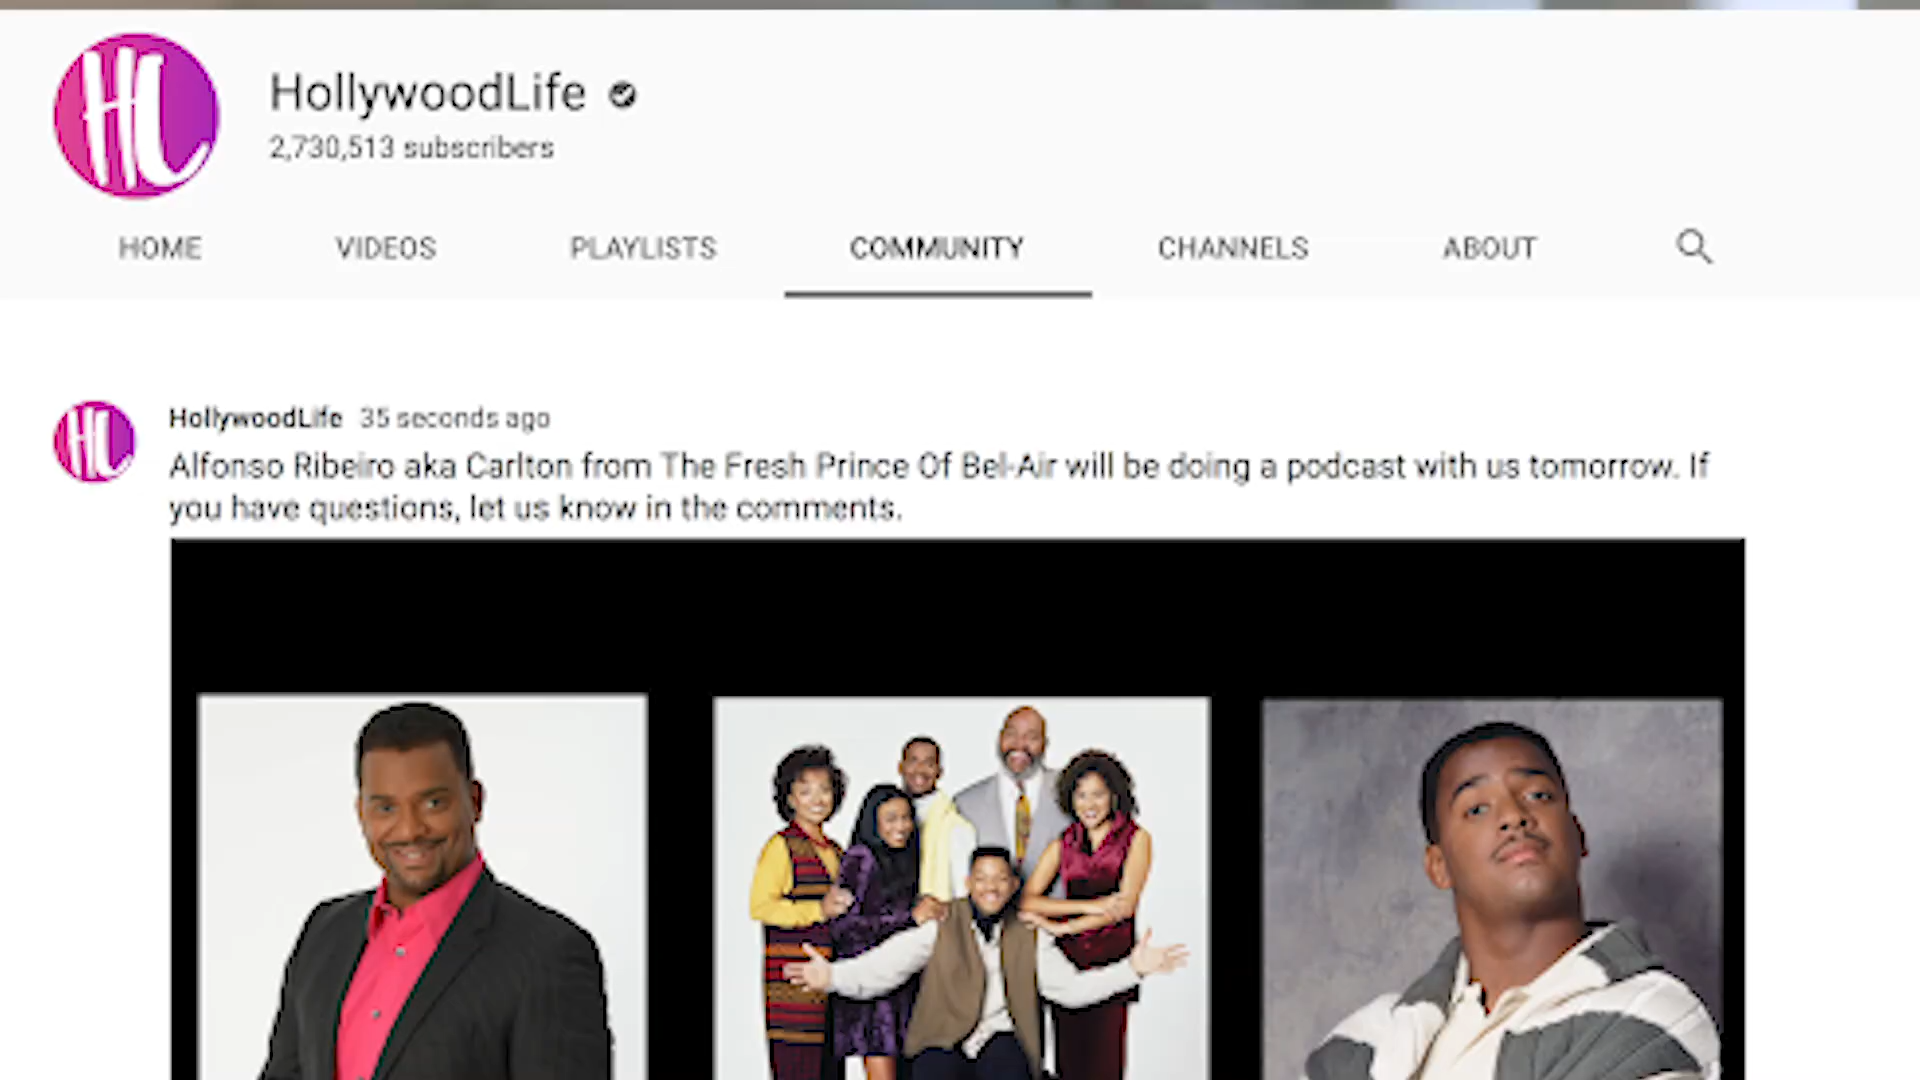 HL
HollywoodLife
2,730,513 subscribers
HOME VIDEOS PLAYLISTS COMMUNITY CHANNELS ABOUT
HL
HollywoodLife 35 seconds ago
Alfonso Ribeiro aka Carlton from The Fresh Prince Of Bel-Air will be doing a podcast with us tomorrow. If
you have questions, let us know in the comments.